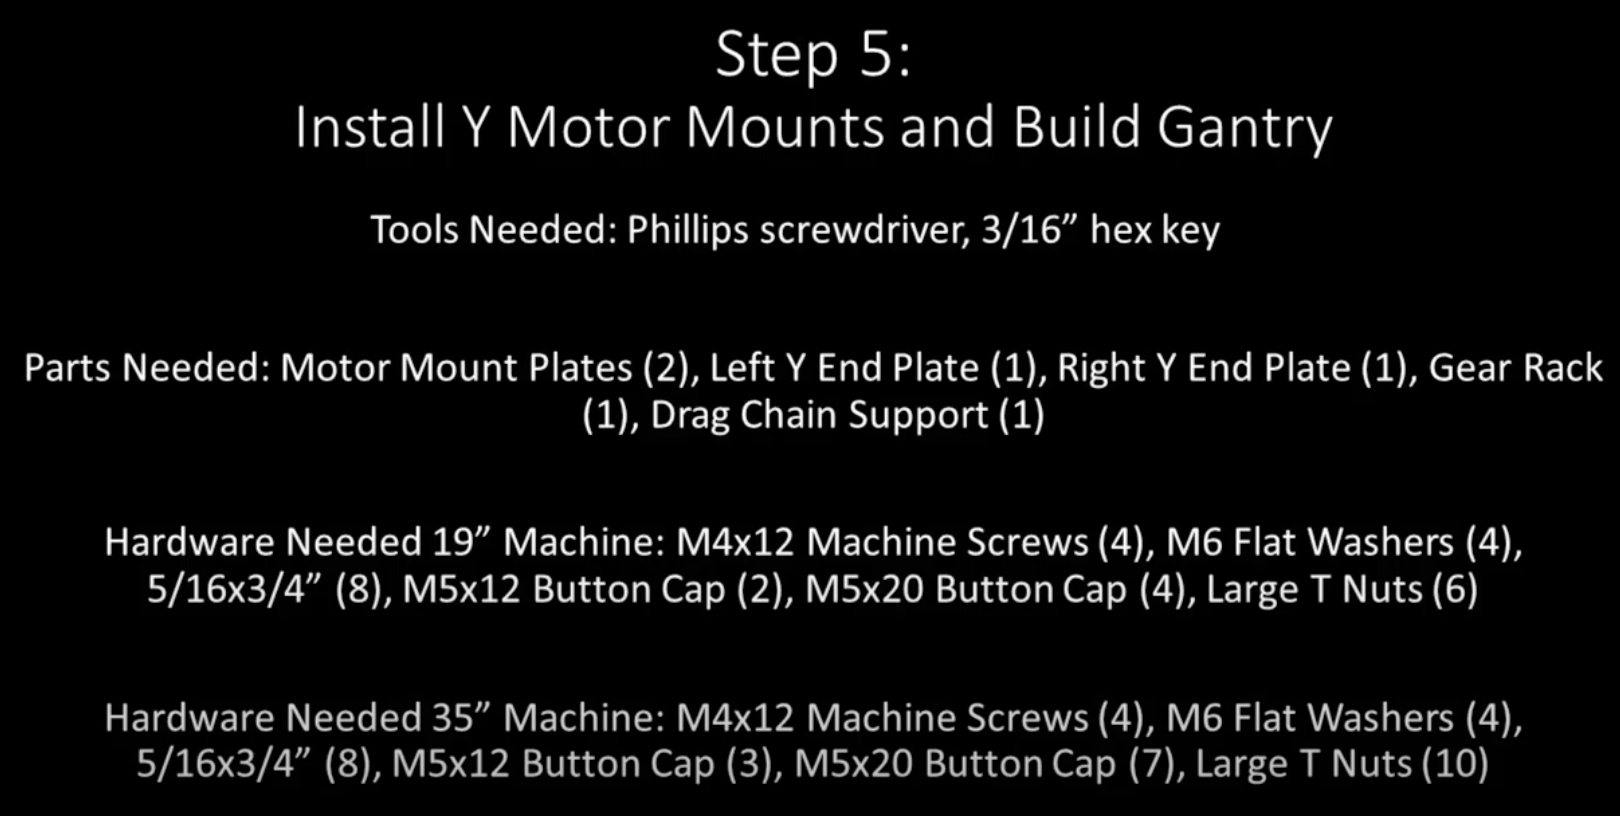 Step 5:
Install Y Motor Mounts and Build Gantry
Tools Needed: Phillips screwdriver, 3/16” hex key
Parts Needed: Motor Mount Plates (2), Left Y End Plate (1), Right Y End Plate (1), Gear Rack
(1), Drag Chain Support (1)
Hardware Needed 19” Machine: M4x12 Machine Screws (4), M6 Flat Washers (4),
5/16x3/4” (8), M5x12 Button Cap (2), M5x20 Button Cap (4), Large T Nuts (6)
Hardware Needed 35” Machine: M4x12 Machine Screws (4), M6 Flat Washers (4),
5/16x3/4” (8), M5x12 Button Cap (3), M5x20 Button Cap (7), Large T Nuts (10)